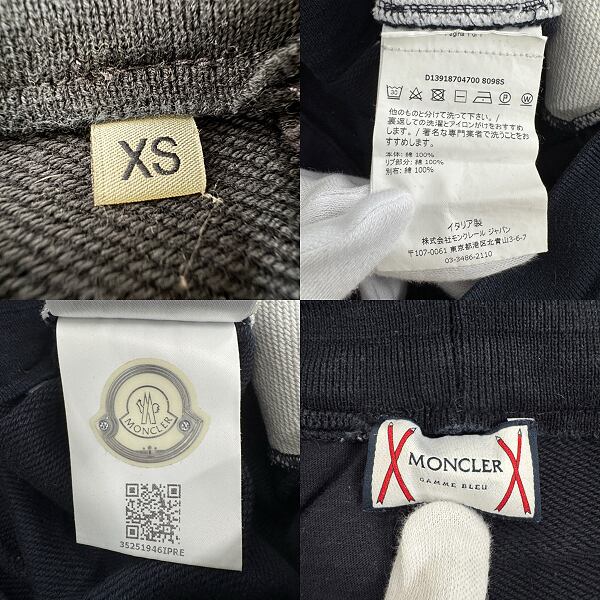 XS
D13918704700 8098S
他のものと分けて洗って下さい。/
裏返しての洗濯とアイロンがけをおすすめ
します。/ 著名な専門業者で洗うことをお
すすめします。
本体: 綿 100%
リブ部分: 綿 100%
別布: 綿 100%
イタリア製
株式会社モンクレール ジャパン
〒107-0061 東京都港区北青山3-6-7
03-3486-2110
MONCLER
35251946IPRE
MONCLER
GAMME BLEU